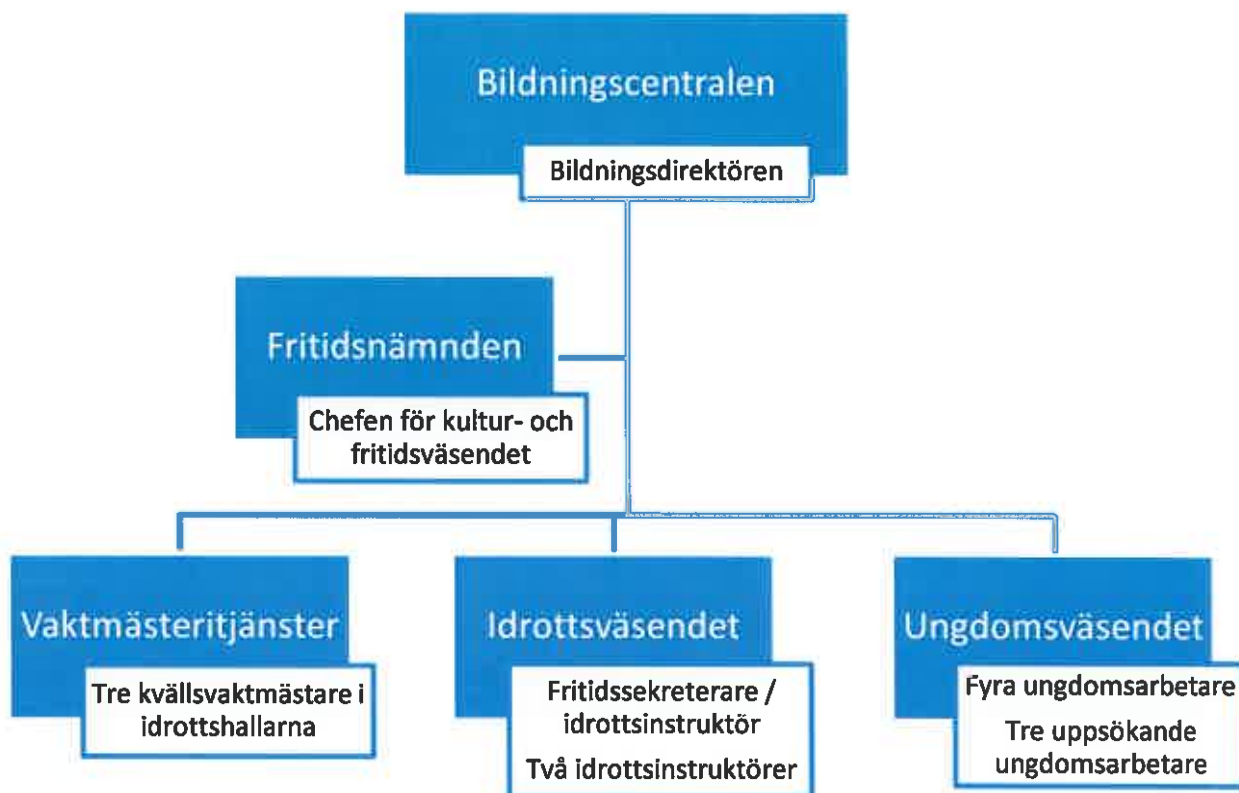 Bildningscentralen
Bildningsdirektören
Fritidsnämnden
Chefen för kultur- och
fritidsväsendet
Vaktmästeritjänster
Tre kvällsvaktmästare i
idrottshallarna
Idrottsväsendet
Fritidssekreterare /
idrottsinstruktör
Två idrottsinstruktörer
Ungdomsväsendet
Fyra ungdomsarbetare
Tre uppsökande
ungdomsarbetare